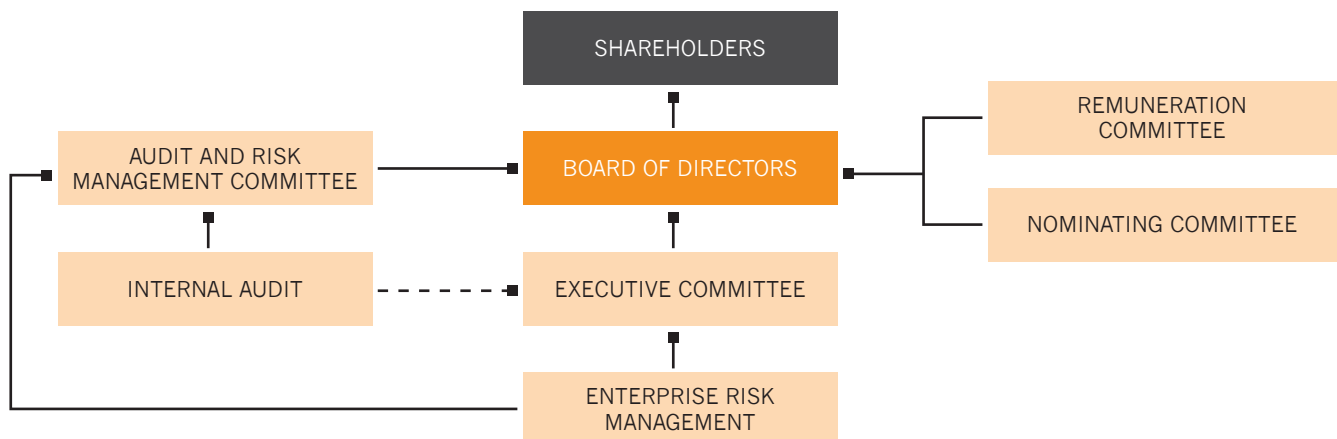 SHAREHOLDERS
REMUNERATION
COMMITTEE
AUDIT AND RISK
MANAGEMENT COMMITTEE
BOARD OF DIRECTORS
NOMINATING COMMITTEE
INTERNAL AUDIT
EXECUTIVE COMMITTEE
ENTERPRISE RISK
MANAGEMENT